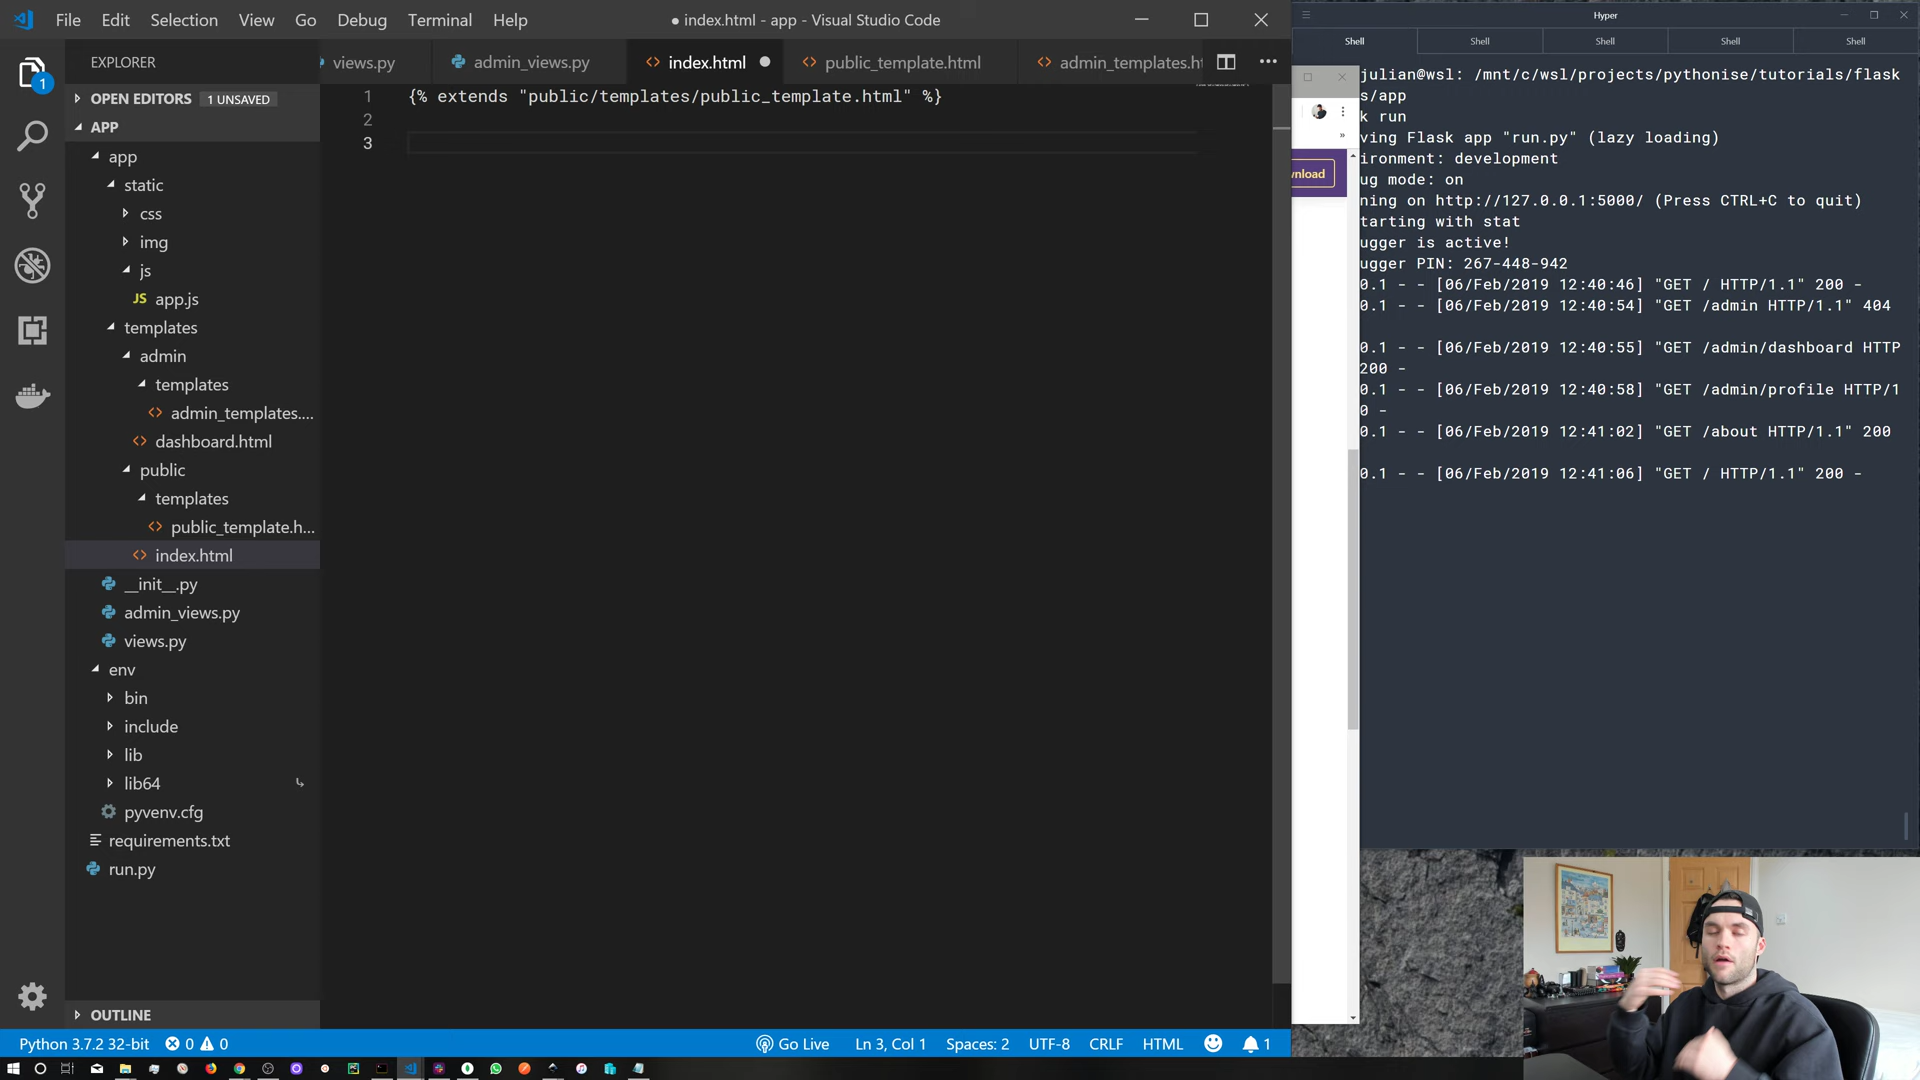 File Edit Selection View Go Debug Terminal Help
● index.html - app - Visual Studio Code
EXPLORER
OPEN EDITORS 1 UNSAVED
APP
app
static
css
img
js
JS app.js
templates
admin
templates
admin_templates....
dashboard.html
public
templates
public_template.h...
index.html
__init__.py
admin_views.py
views.py
env
bin
include
lib
lib64
pyvenv.cfg
requirements.txt
run.py
OUTLINE
1
views.py admin_views.py index.html public_template.html admin_templates.ht
1 {% extends "public/templates/public_template.html" %}
2
3
wnload
Hyper
Shell Shell Shell Shell Shell
julian@wsl: /mnt/c/wsl/projects/pythonise/tutorials/flask
s/app
k run
ving Flask app "run.py" (lazy loading)
ironment: development
ug mode: on
ning on http://127.0.0.1:5000/ (Press CTRL+C to quit)
tarting with stat
ugger is active!
ugger PIN: 267-448-942
0.1 - - [06/Feb/2019 12:40:46] "GET / HTTP/1.1" 200 -
0.1 - - [06/Feb/2019 12:40:54] "GET /admin HTTP/1.1" 404
0.1 - - [06/Feb/2019 12:40:55] "GET /admin/dashboard HTTP
200 -
0.1 - - [06/Feb/2019 12:40:58] "GET /admin/profile HTTP/1
0 -
0.1 - - [06/Feb/2019 12:41:02] "GET /about HTTP/1.1" 200
0.1 - - [06/Feb/2019 12:41:06] "GET / HTTP/1.1" 200 -
Python 3.7.2 32-bit 0 0 Go Live Ln 3, Col 1 Spaces: 2 UTF-8 CRLF HTML 1